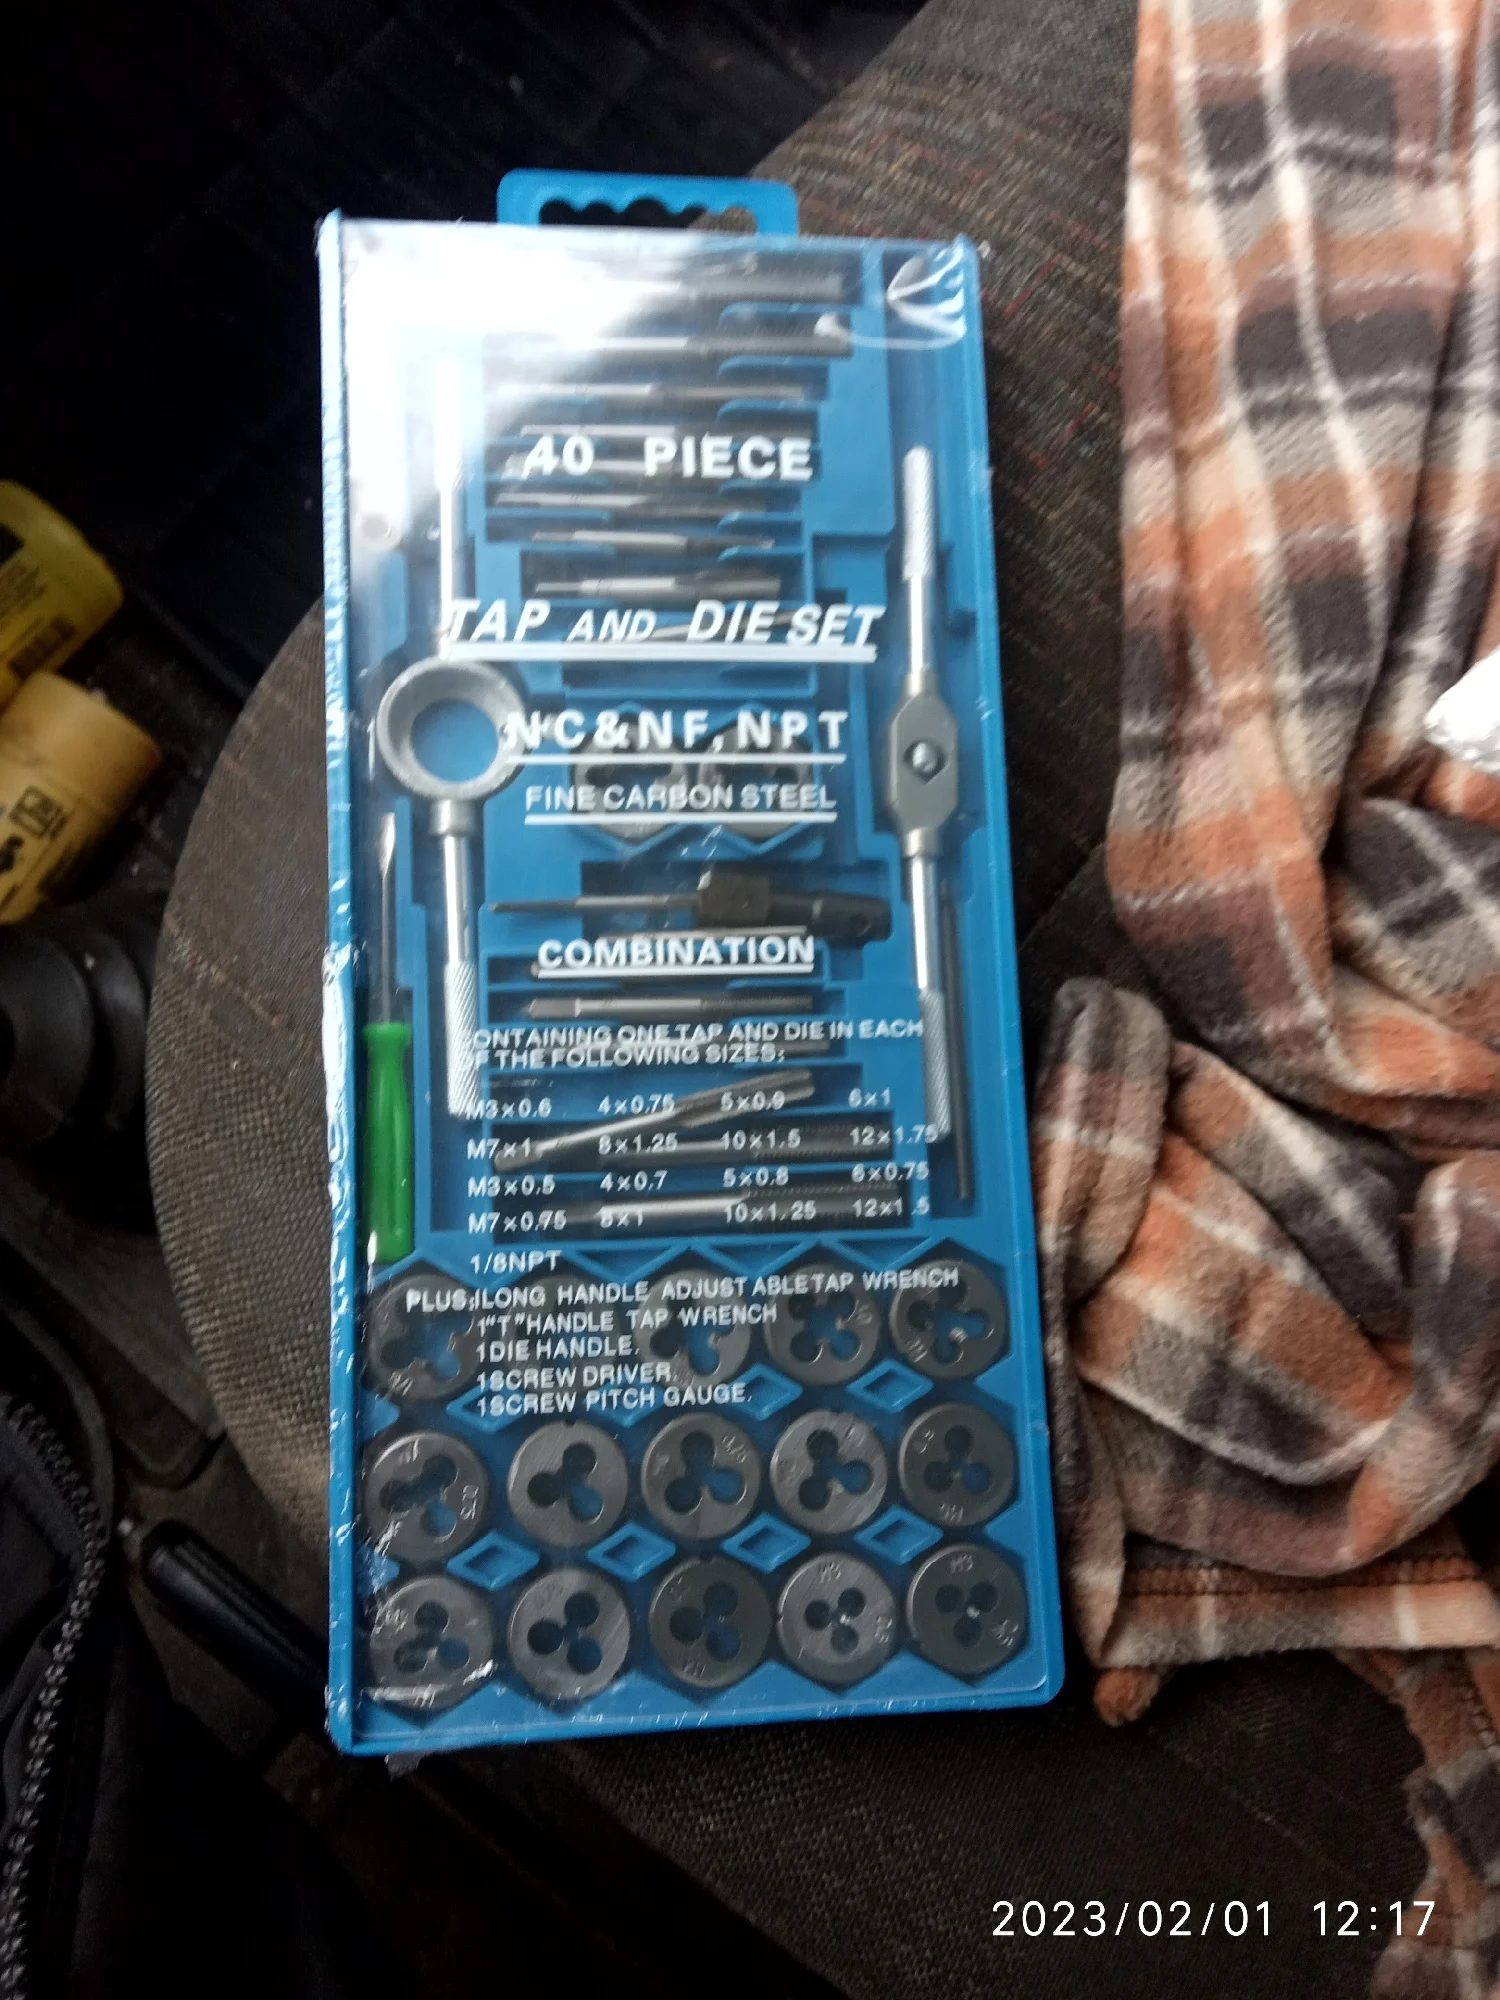 40 PIECE
TAP AND DIE SET
NC&NF,NPT
FINE CARBON STEEL
COMBINATION
ONTAINING ONE TAP AND DIE IN EACH
F THE FOLLOWING SIZES;
M3×0.6 4×0.75 5×0.9 6×1
M7×1 8×1.25 10×1.5 12×1.75
M3×0.5 4×0.7 5×0.8 6×0.75
M7×0.75 8×1 10×1.25 12×1.5
1/8NPT
PLUS;1LONG HANDLE ADJUSTABLETAP WRENCH
1"T"HANDLE TAP WRENCH
1DIE HANDLE.
1SCREW DRIVER.
1SCREW PITCH GAUGE.
M3
M3
2023/02/01 12:17